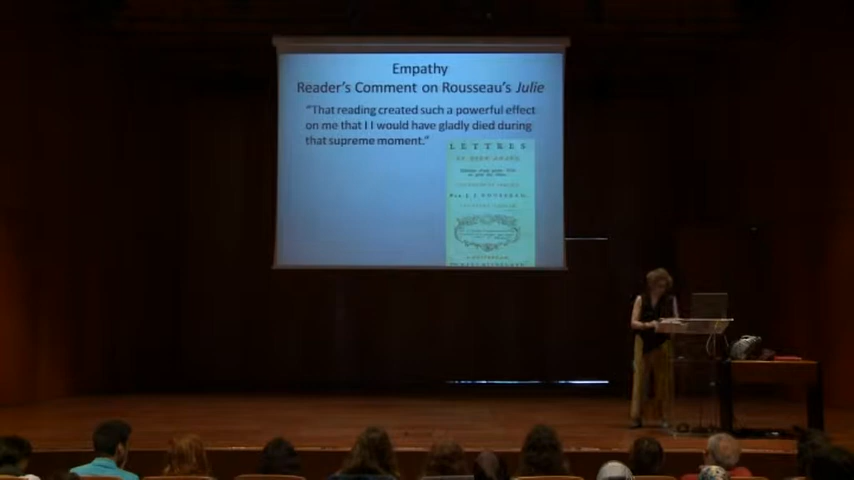 Empathy
Reader's Comment on Rousseau's Julie
"That reading created such a powerful effect
on me that I I would have gladly died during
that supreme moment."
LETTRES